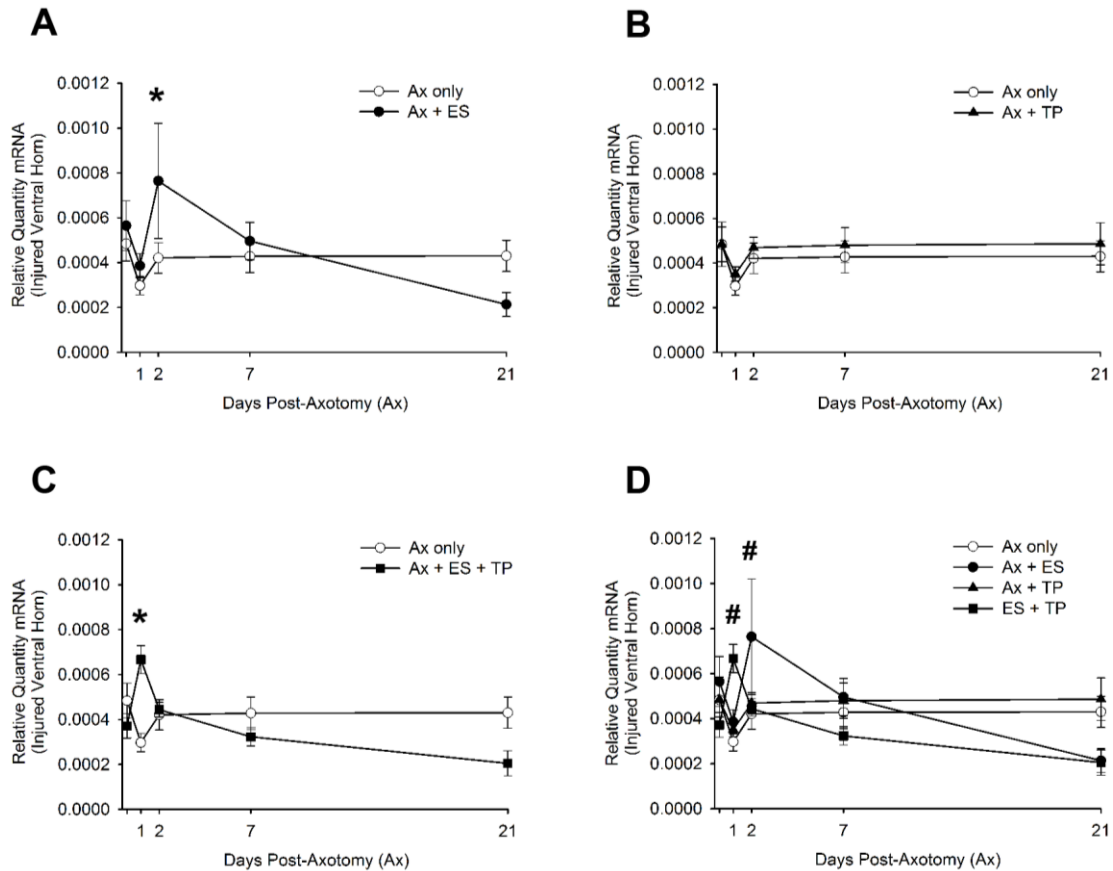 A
Relative Quantity mRNA
(Injured Ventral Horn)
0.0012
0.0010
0.0008
0.0006
0.0004
0.0002
0.0000
*
Ax only
Ax + ES
1 2 7 21
Days Post-Axotomy (Ax)
B
Relative Quantity mRNA
(Injured Ventral Horn)
0.0012
0.0010
0.0008
0.0006
0.0004
0.0002
0.0000
Ax only
Ax + TP
1 2 7 21
Days Post-Axotomy (Ax)
C
Relative Quantity mRNA
(Injured Ventral Horn)
0.0012
0.0010
0.0008
0.0006
0.0004
0.0002
0.0000
*
Ax only
Ax + ES + TP
1 2 7 21
Days Post-Axotomy (Ax)
D
Relative Quantity mRNA
(Injured Ventral Horn)
0.0012
0.0010
0.0008
0.0006
0.0004
0.0002
0.0000
#
#
Ax only
Ax + ES
Ax + TP
ES + TP
1 2 7 21
Days Post-Axotomy (Ax)